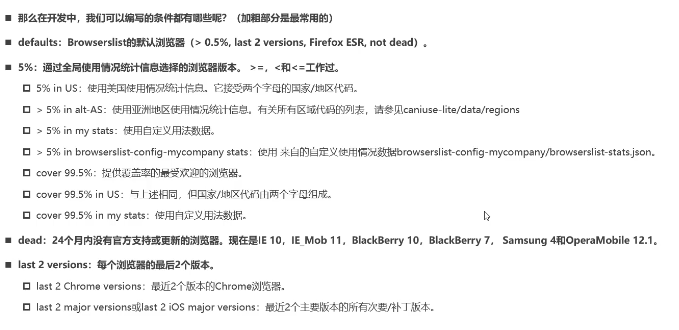 那么在开发中，我们可以编写的条件都有哪些呢？（加粗部分是最常用的）
defaults：Browserslist的默认浏览器（> 0.5%, last 2 versions, Firefox ESR, not dead）。
5%：通过全局使用情况统计信息选择的浏览器版本。 >=，<和<=工作过。
5% in US：使用美国使用情况统计信息。它接受两个字母的国家/地区代码。
> 5% in alt-AS：使用亚洲地区使用情况统计信息。有关所有区域代码的列表，请参见caniuse-lite/data/regions
> 5% in my stats：使用自定义用法数据。
> 5% in browserslist-config-mycompany stats：使用 来自的自定义使用情况数据browserslist-config-mycompany/browserslist-stats.json。
cover 99.5%：提供覆盖率的最受欢迎的浏览器。
cover 99.5% in US：与上述相同，但国家/地区代码由两个字母组成。
cover 99.5% in my stats：使用自定义用法数据。
dead：24个月内没有官方支持或更新的浏览器。现在是IE 10，IE_Mob 11，BlackBerry 10，BlackBerry 7， Samsung 4和OperaMobile 12.1。
last 2 versions：每个浏览器的最后2个版本。
last 2 Chrome versions：最近2个版本的Chrome浏览器。
last 2 major versions或last 2 iOS major versions：最近2个主要版本的所有次要/补丁版本。